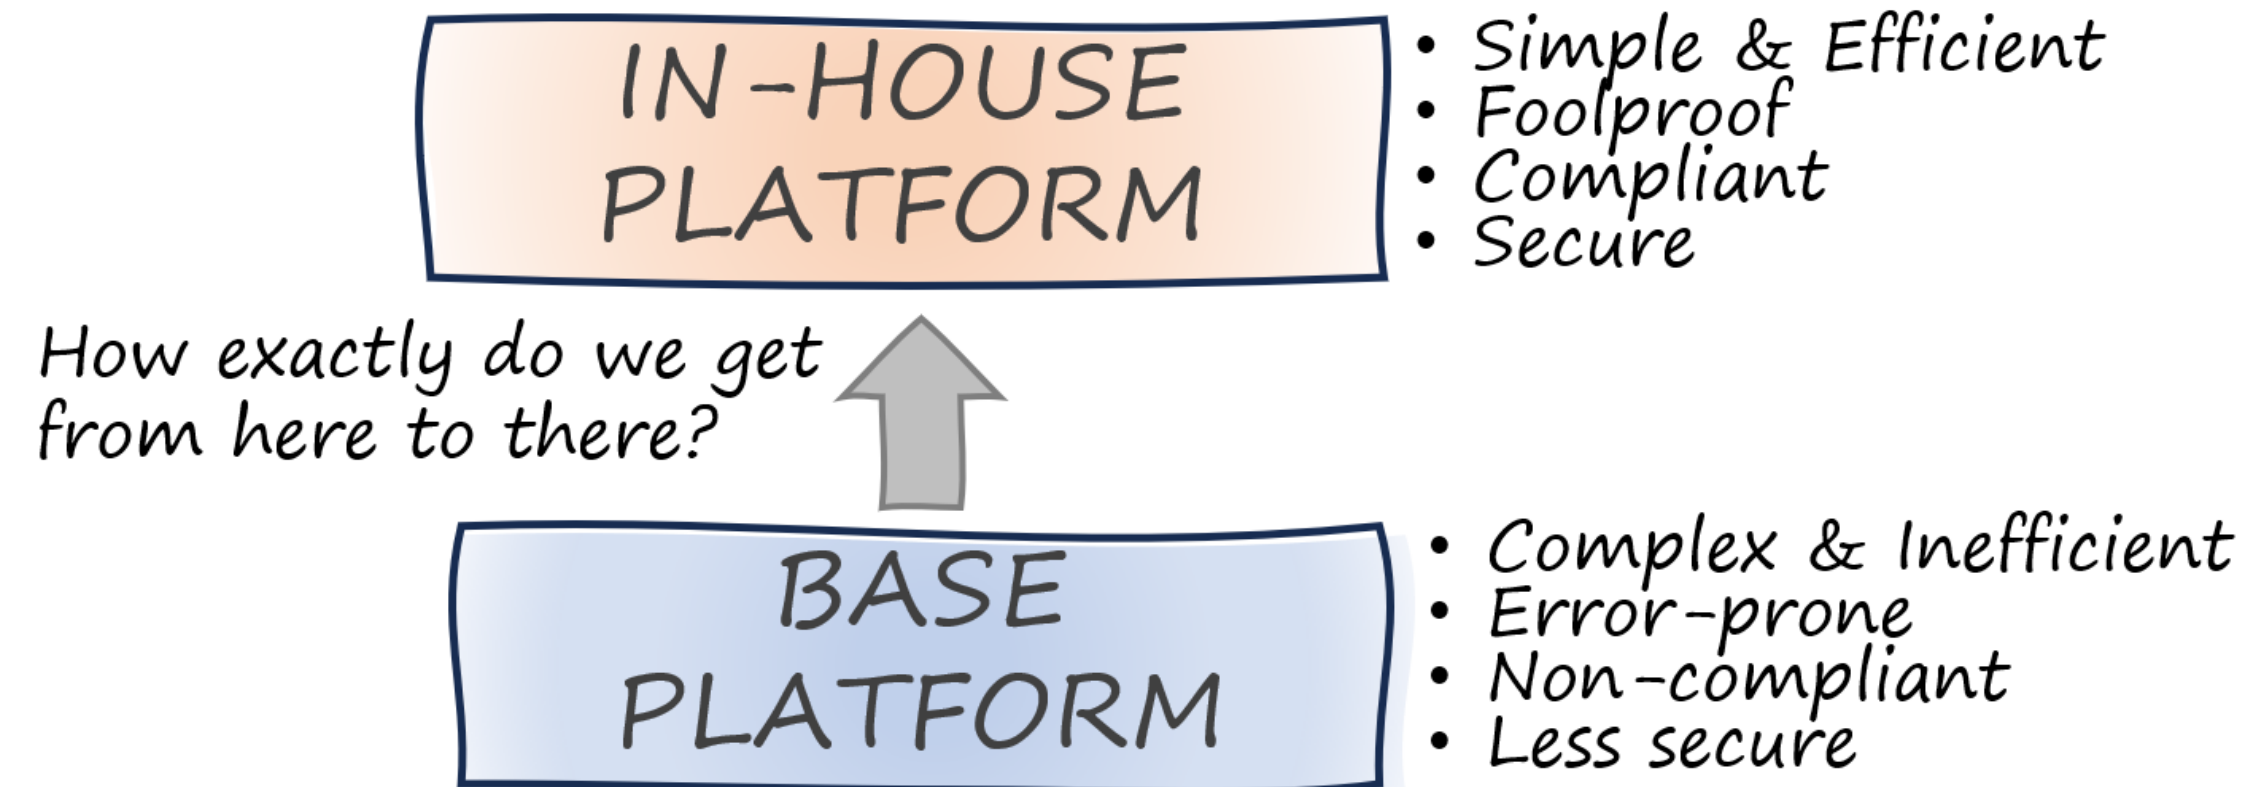 IN-HOUSE
PLATFORM
• Simple & Efficient
• Foolproof
• Compliant
• Secure
How exactly do we get
from here to there?
BASE
PLATFORM
• Complex & Inefficient
• Error-prone
• Non-compliant
• Less secure